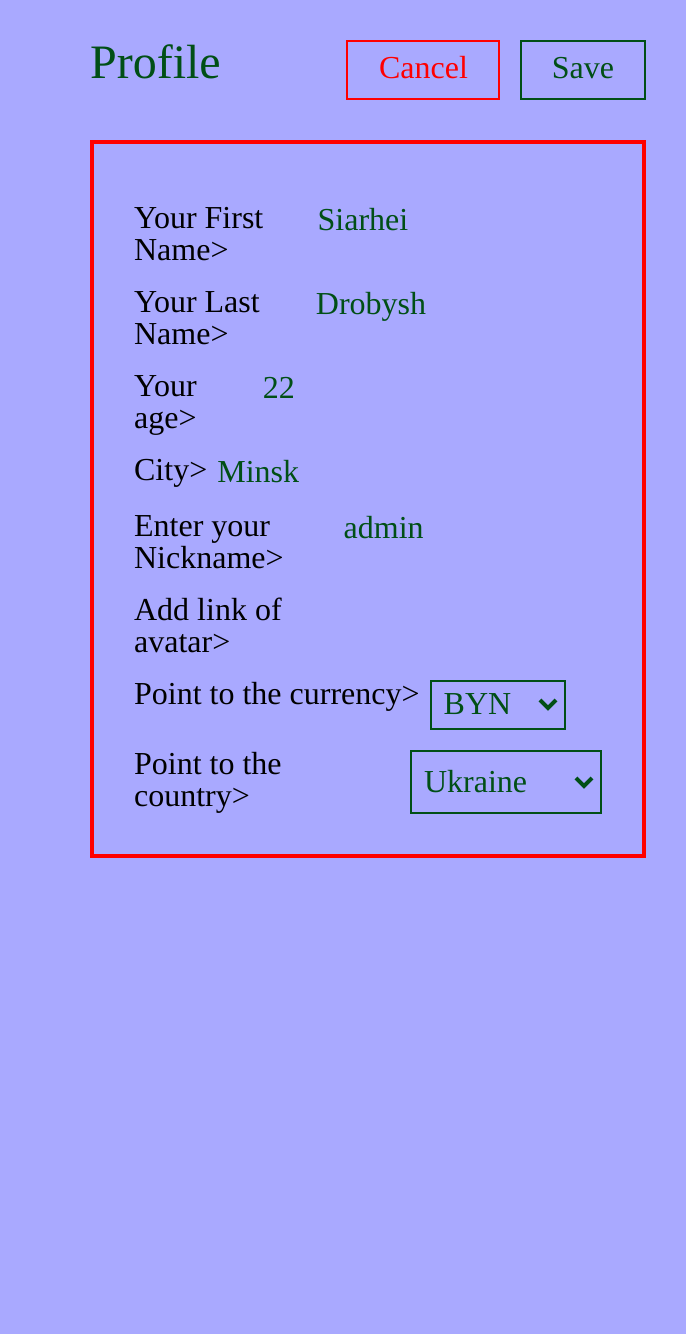 Profile
Cancel
Save
Your First
Name>
Siarhei
Your Last
Name>
Drobysh
Your
age>
22
City>
Minsk
Enter your
Nickname>
admin
Add link of
avatar>
Point to the currency>
BYN
Point to the
country>
Ukraine